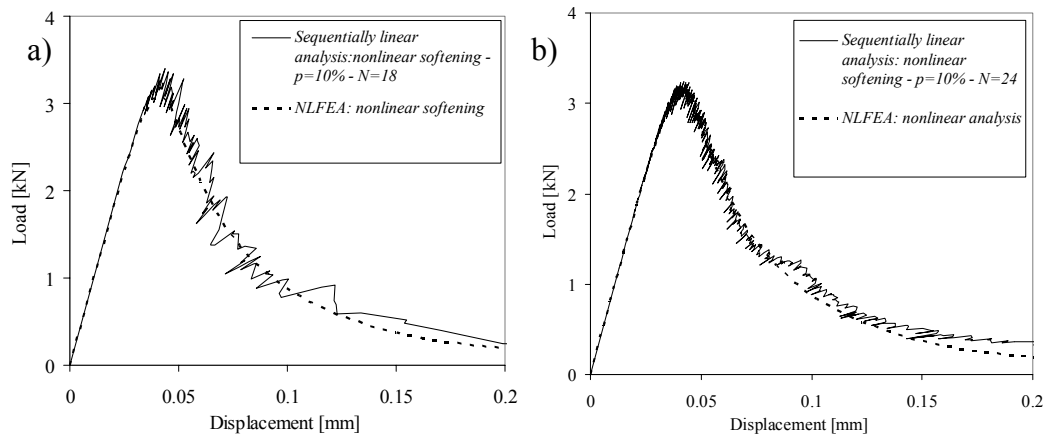 a)
4
3
2
1
0
Load [kN]
Sequentially linear
analysis:nonlinear softening -
p=10% - N=18
NLFEA: nonlinear softening
0 0.05 0.1 0.15 0.2
Displacement [mm]
b)
4
3
2
1
0
Load [kN]
Sequentially linear
analysis: nonlinear
softening - p=10% - N=24
NLFEA: nonlinear analysis
0 0.05 0.1 0.15 0.2
Displacement [mm]